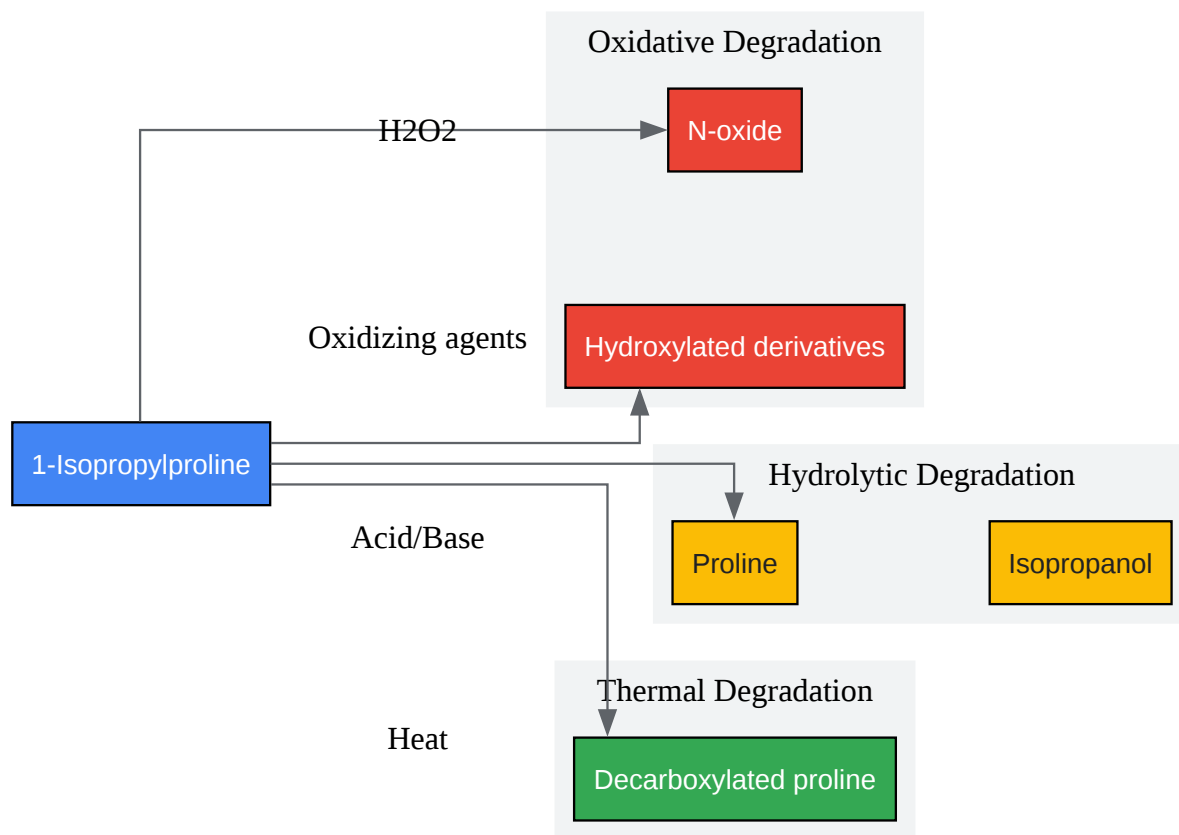 Oxidative Degradation
N-oxide
H2O2
Oxidizing agents
Hydroxylated derivatives
1-Isopropylproline
Hydrolytic Degradation
Acid/Base
Proline
Isopropanol
Thermal Degradation
Heat
Decarboxylated proline